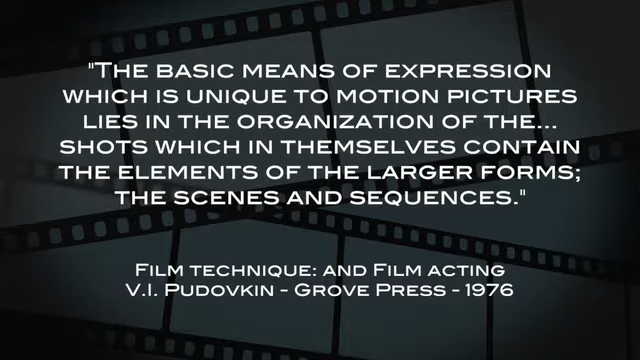 "The basic means of expression
which is unique to motion pictures
lies in the organization of the...
shots which in themselves contain
the elements of the larger forms;
the scenes and sequences."
Film technique: and Film acting
V.I. Pudovkin - Grove Press - 1976